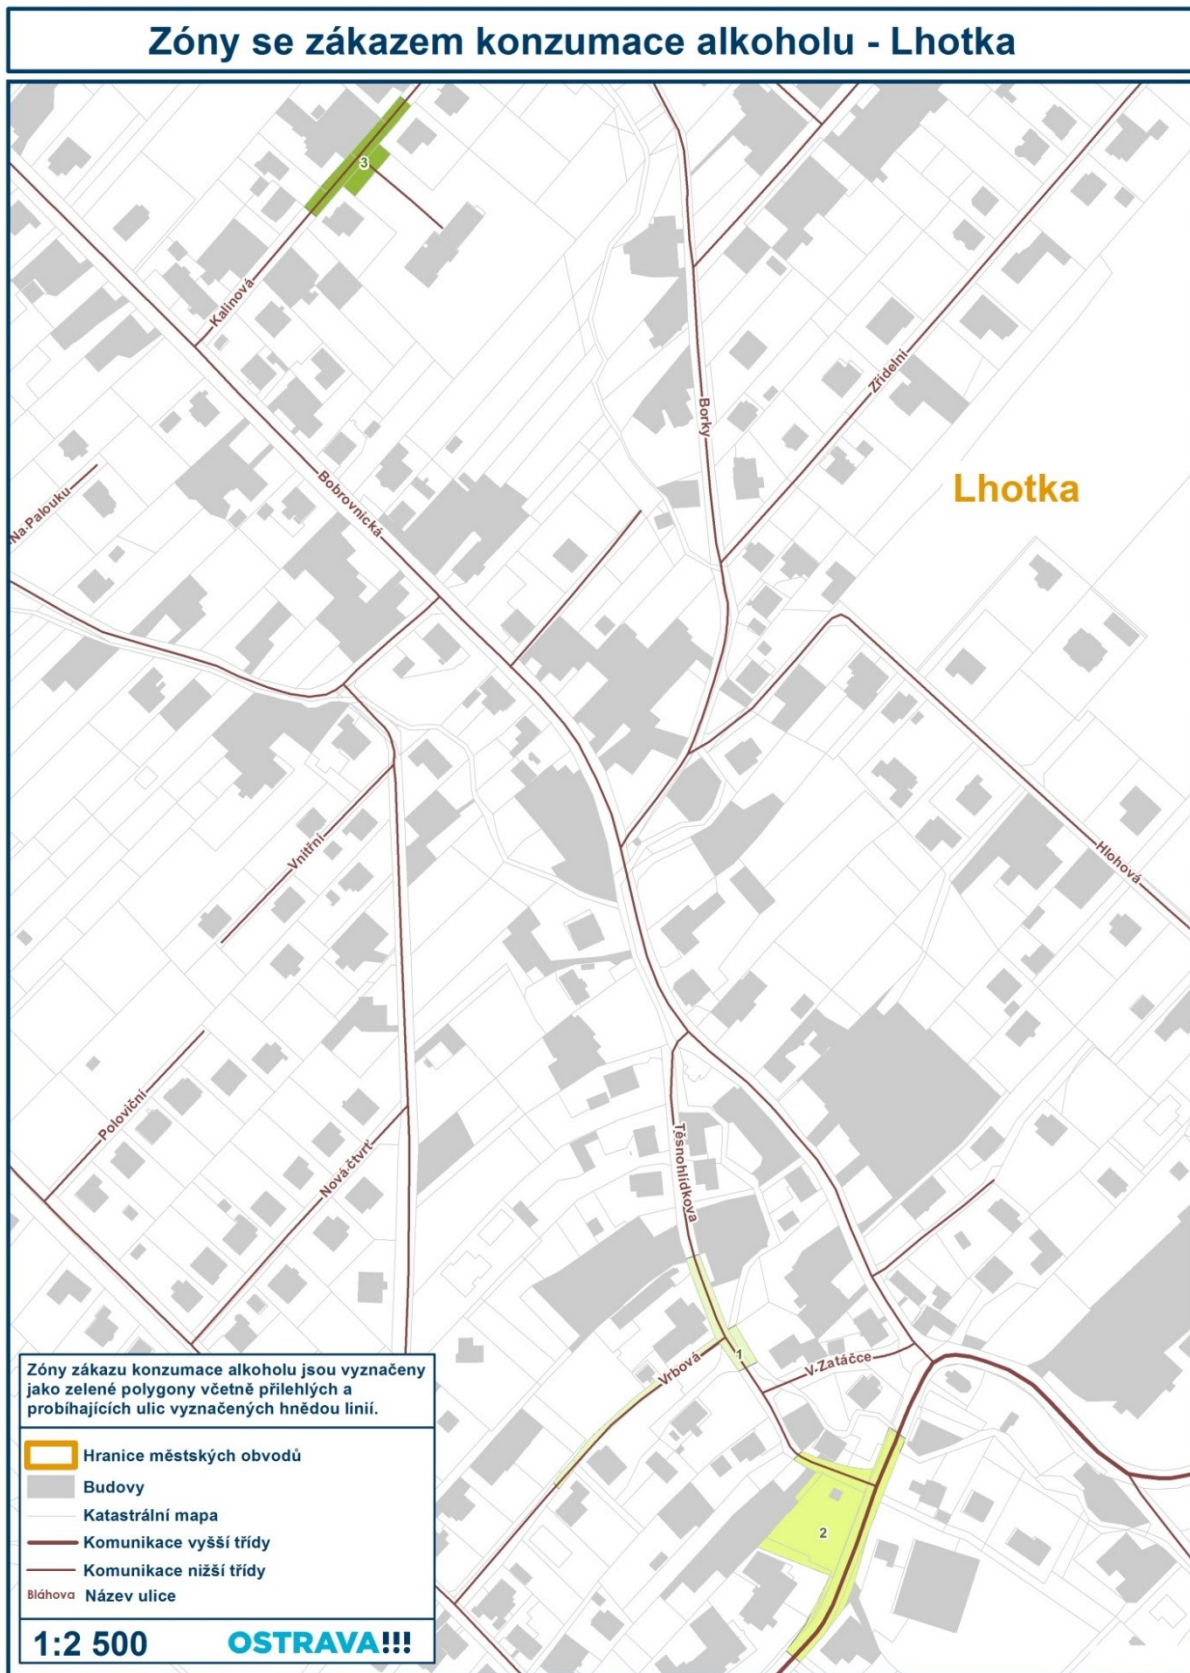 Zóny se zákazem konzumace alkoholu - Lhotka
3
Kalinová
Zřídelní
Borky
Bobrovnická
Lhotka
Na Palouku
Vnitřní
Hlohová
Poloviční
Nová čtvrť
Těsnohlídkova
1
Vrbová
V Zatáčce
2
Zóny zákazu konzumace alkoholu jsou vyznačeny
jako zelené polygony včetně přilehlých a
probíhajících ulic vyznačených hnědou linií.
Hranice městských obvodů
Budovy
Katastrální mapa
Komunikace vyšší třídy
Komunikace nižší třídy
Bláhova Název ulice
1:2 500 OSTRAVA!!!